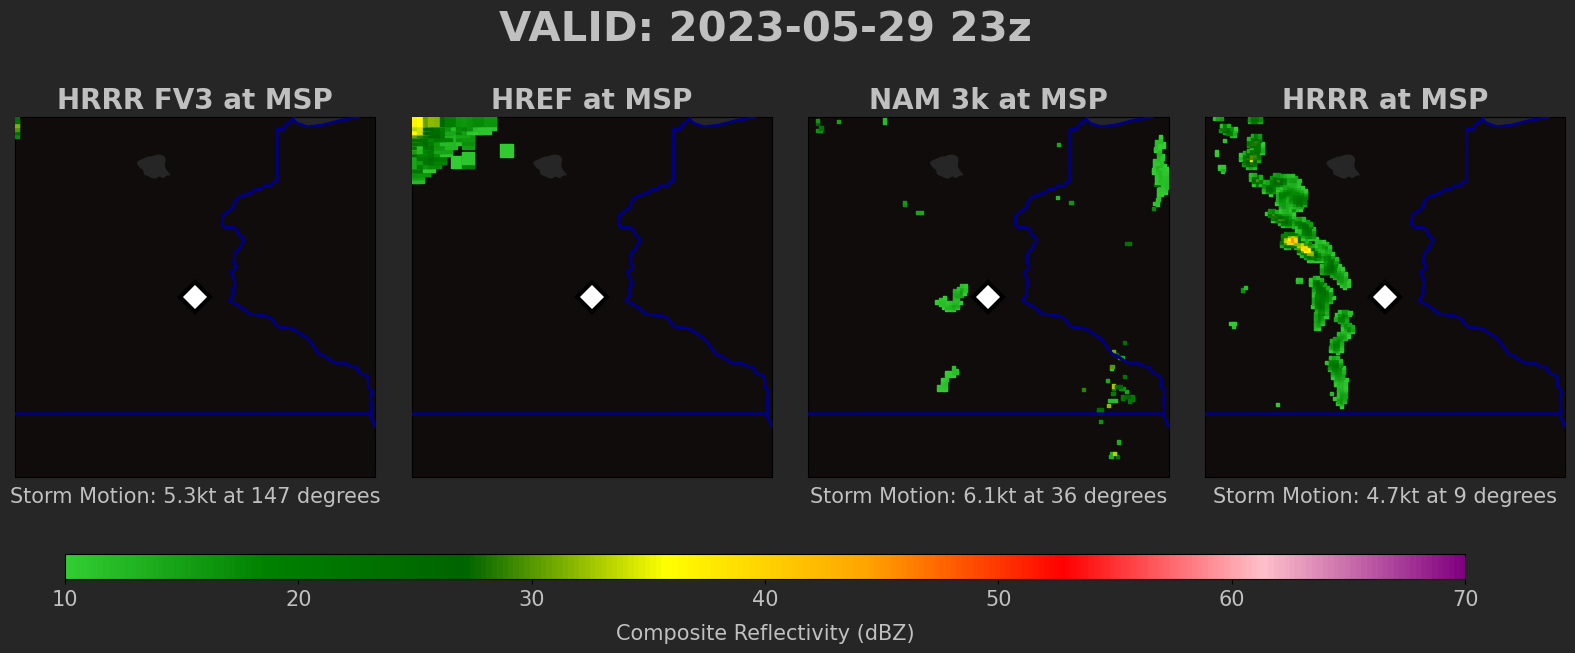 VALID: 2023-05-29 23z
HRRR FV3 at MSP
HREF at MSP
NAM 3k at MSP
HRRR at MSP
Storm Motion: 5.3kt at 147 degrees
Storm Motion: 6.1kt at 36 degrees
Storm Motion: 4.7kt at 9 degrees
10 20 30 40 50 60 70
Composite Reflectivity (dBZ)